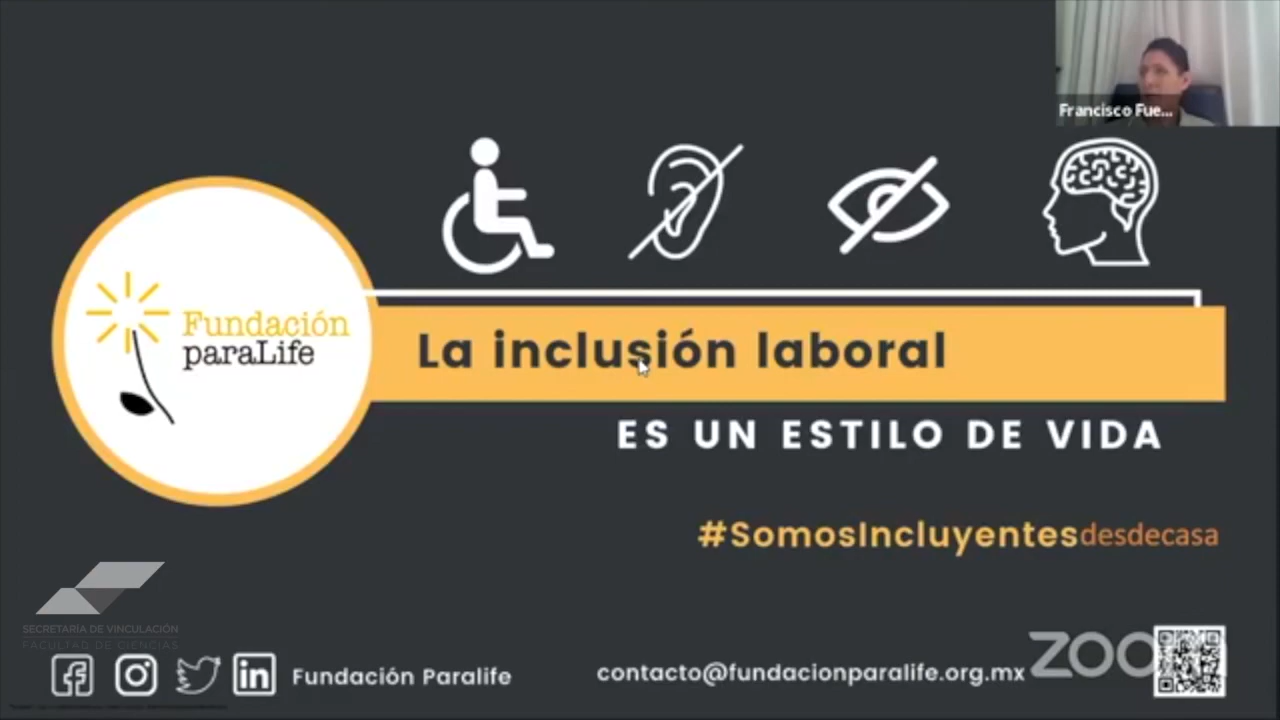 Francisco Fue...
Fundación
paraLife
La inclusión laboral
ES UN ESTILO DE VIDA
#SomosIncluyentesdesdecasa
SECRETARÍA DE VINCULACIÓN
FACULTAD DE CIENCIAS
Fundación Paralife
contacto@fundacionparalife.org.mx
zoo